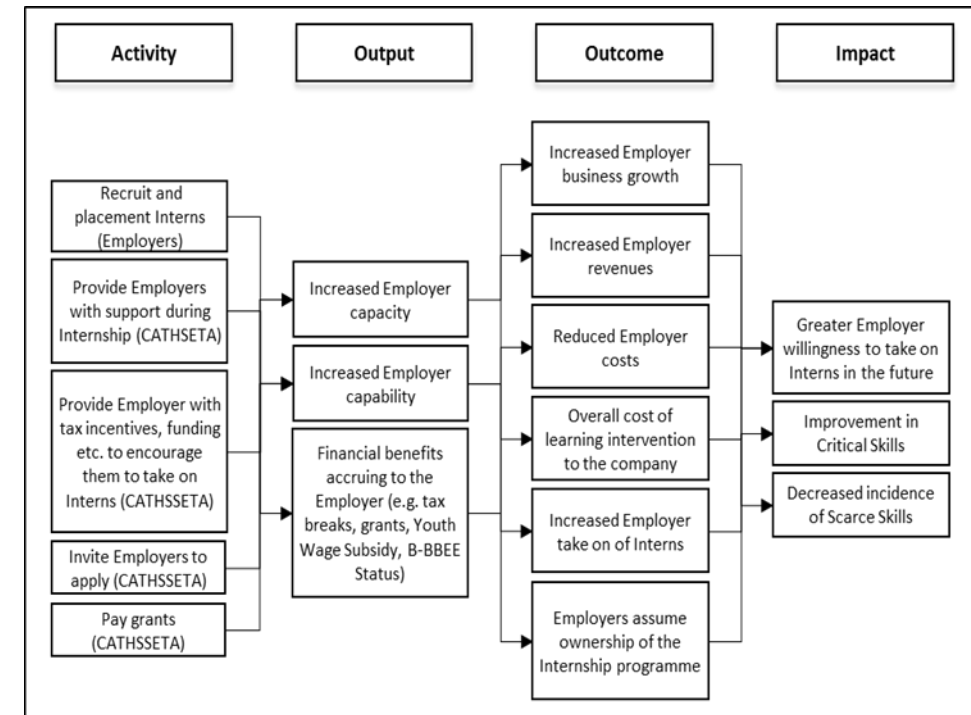 Activity
Output
Outcome
Impact
Recruit and
placement Interns
(Employers)
Provide Employers
with support during
Internship (CATHSETA)
Provide Employer with
tax incentives, funding
etc. to encourage
them to take on
Interns (CATHSSETA)
Invite Employers to
apply (CATHSSETA)
Pay grants
(CATHSSETA)
Increased Employer
capacity
Increased Employer
capability
Financial benefits
accruing to the
Employer (e.g. tax
breaks, grants, Youth
Wage Subsidy, B-BBEE
Status)
Increased Employer
business growth
Increased Employer
revenues
Reduced Employer
costs
Overall cost of
learning intervention
to the company
Increased Employer
take on of Interns
Employers assume
ownership of the
Internship programme
Greater Employer
willingness to take on
Interns in the future
Improvement in
Critical Skills
Decreased incidence
of Scarce Skills